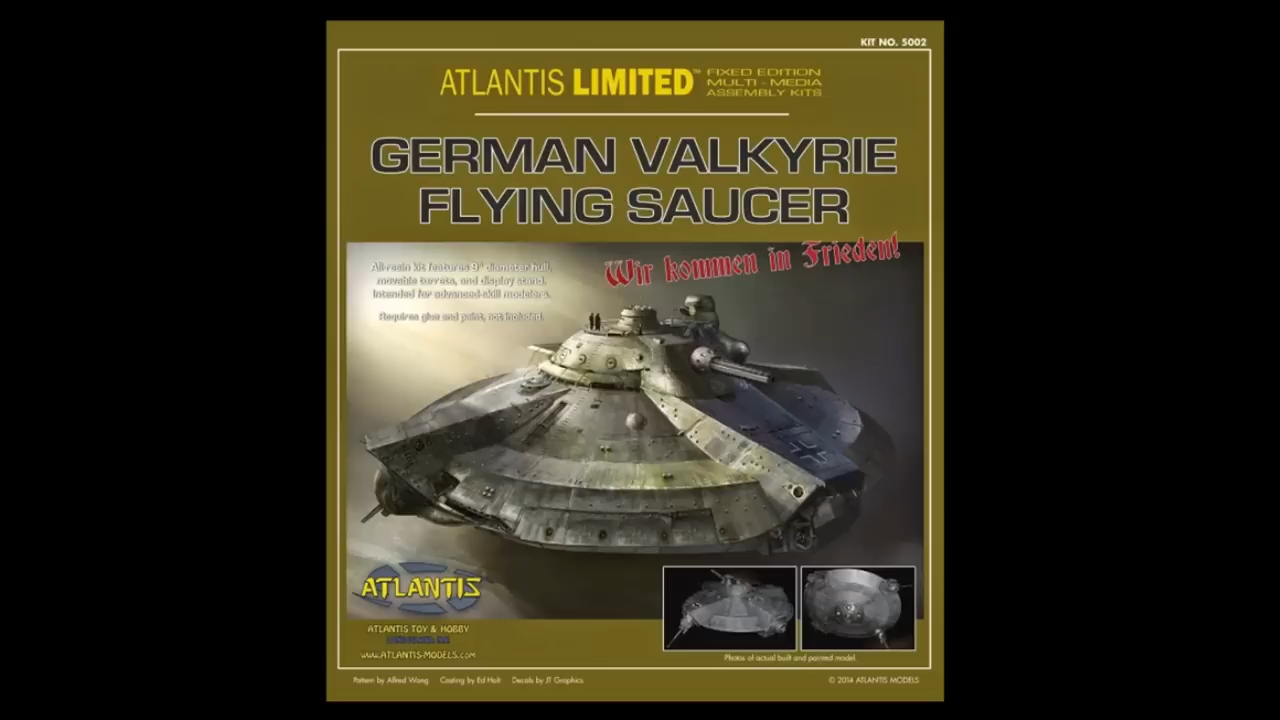 KIT NO. 5002
ATLANTIS LIMITED™ FIXED EDITION
MULTI - MEDIA
ASSEMBLY KITS
GERMAN VALKYRIE
FLYING SAUCER
Wir kommen in Frieden!
All-resin kit features 9" diameter hull,
movable turrets, and display stand.
Intended for advanced-skill modelers.
Requires glue and paint, not included.
ATLANTIS
ATLANTIS TOY & HOBBY
www.ATLANTIS-MODELS.com
Photos of actual built and painted model.
Pattern by Alfred Wong Casting by Ed Holt Decals by JT Graphics
© 2014 ATLANTIS MODELS